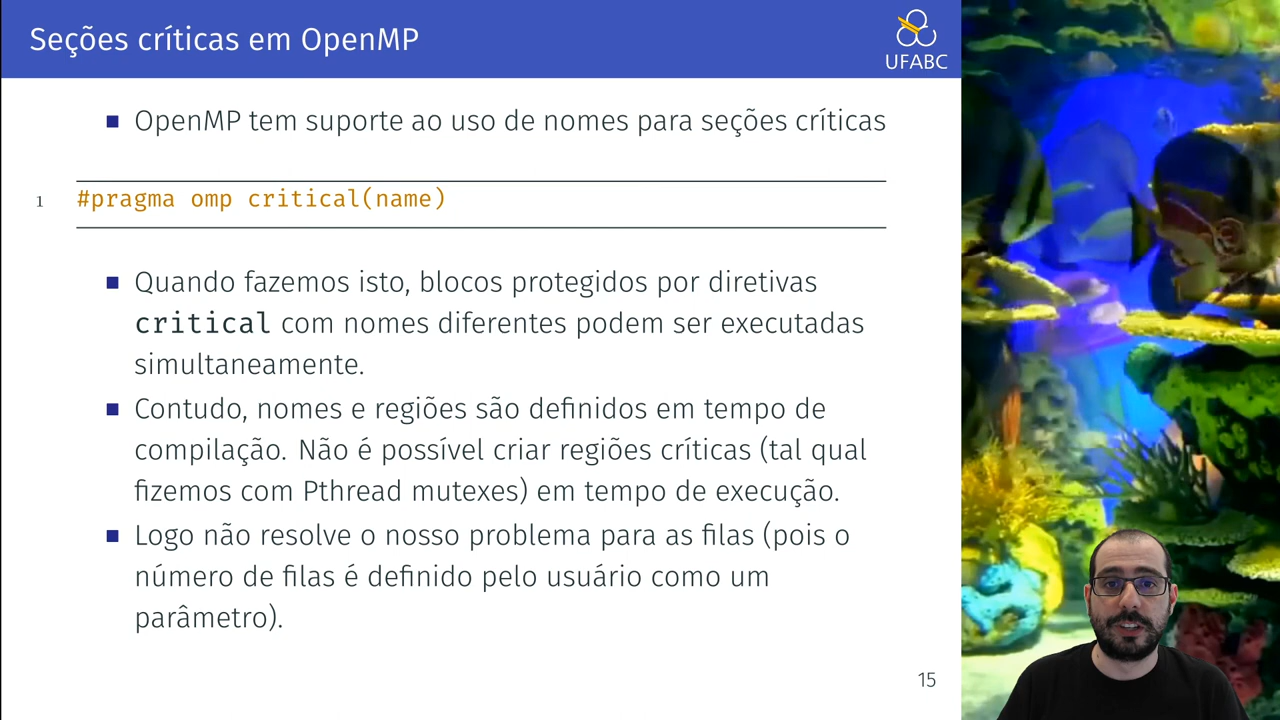 Seções críticas em OpenMP
UFABC
OpenMP tem suporte ao uso de nomes para seções críticas
1 #pragma omp critical(name)
Quando fazemos isto, blocos protegidos por diretivas
critical com nomes diferentes podem ser executadas
simultaneamente.
Contudo, nomes e regiões são definidos em tempo de
compilação. Não é possível criar regiões críticas (tal qual
fizemos com Pthread mutexes) em tempo de execução.
Logo não resolve o nosso problema para as filas (pois o
número de filas é definido pelo usuário como um
parâmetro).
15